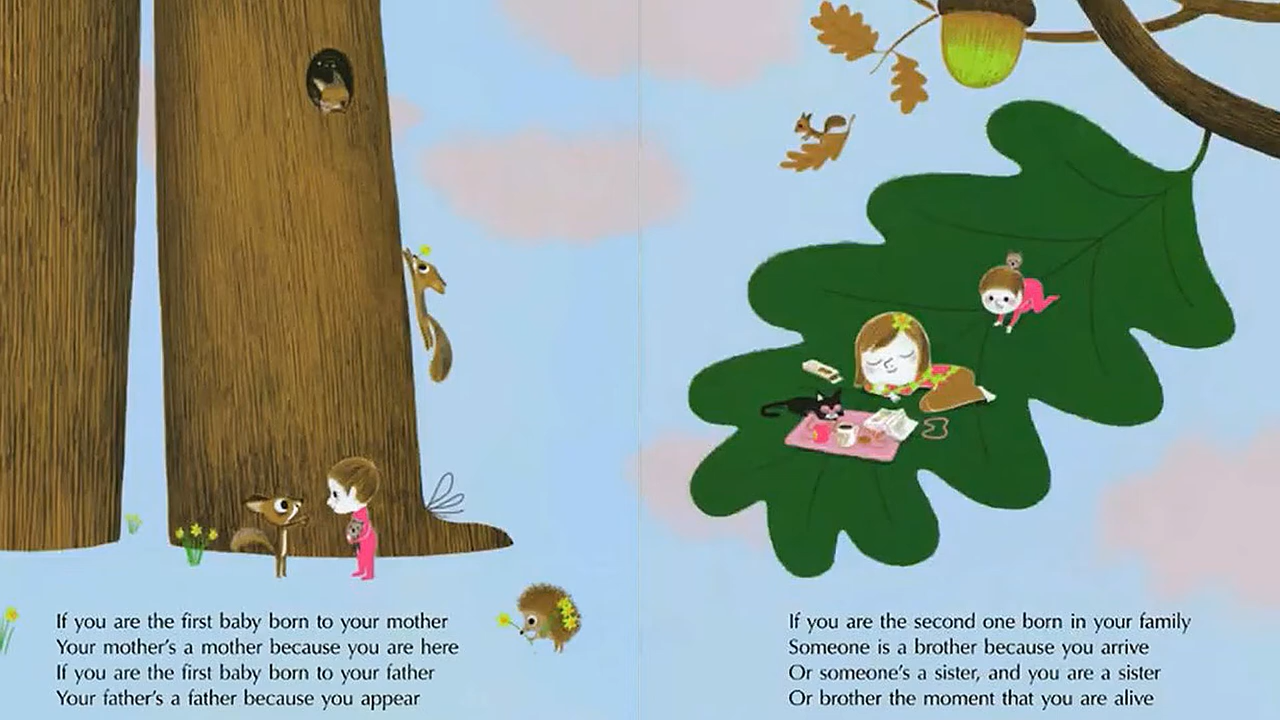 If you are the first baby born to your mother
Your mother's a mother because you are here
If you are the first baby born to your father
Your father's a father because you appear
If you are the second one born in your family
Someone is a brother because you arrive
Or someone's a sister, and you are a sister
Or brother the moment that you are alive